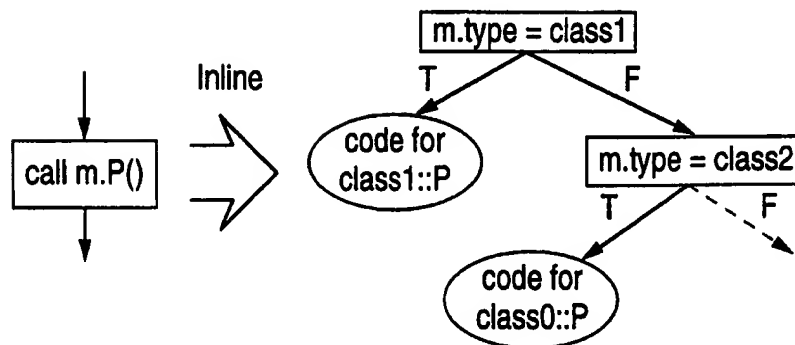 m.type = class1
T
F
Inline
code for
class1::P
call m.P()
m.type = class2
T
F
code for
class0::P